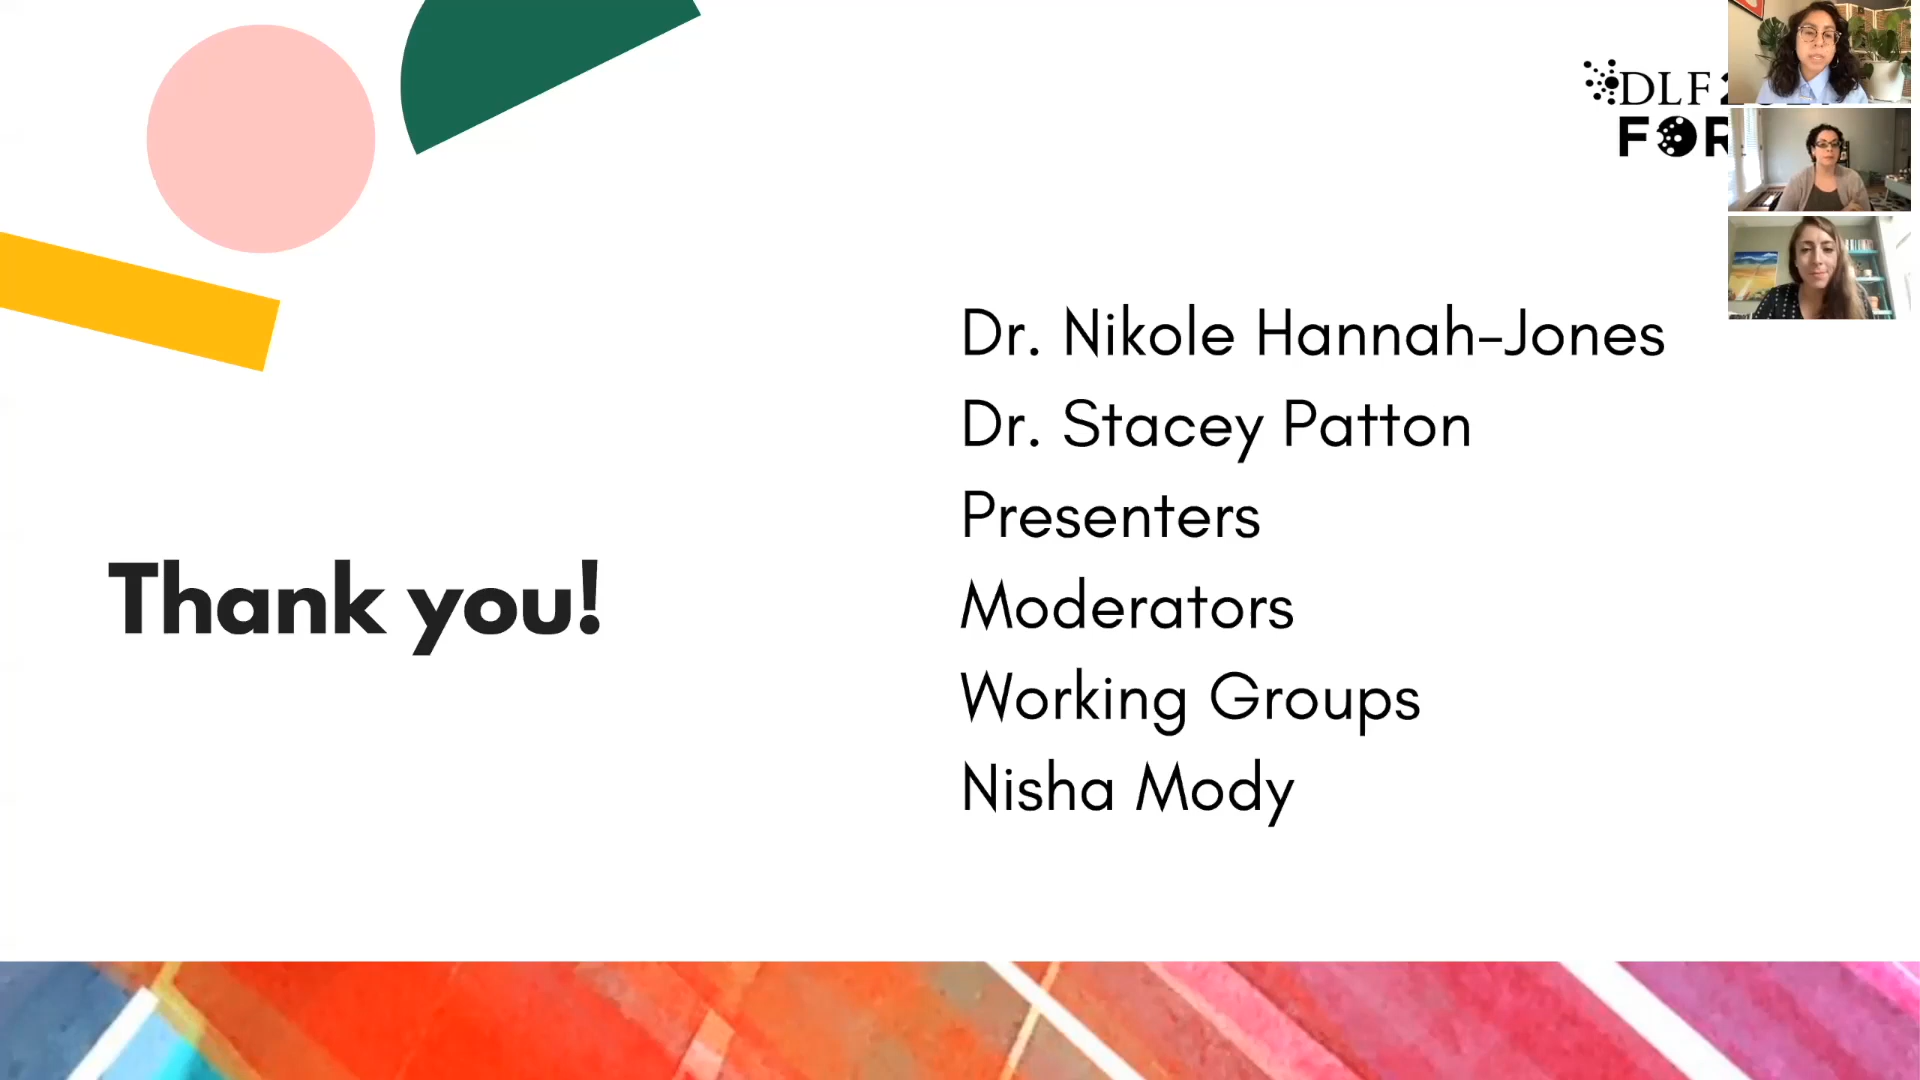 DLF
FOR
Dr. Nikole Hannah-Jones
Dr. Stacey Patton
Presenters
Thank you!
Moderators
Working Groups
Nisha Mody